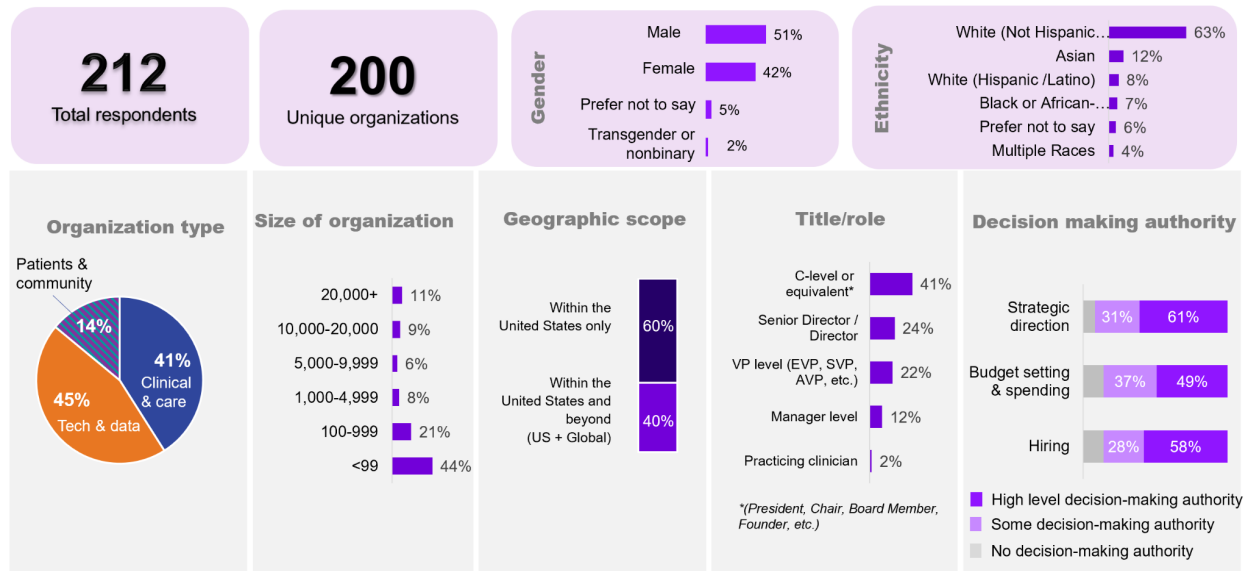 212
Total respondents
200
Unique organizations
Gender
Male 51%
Female 42%
Prefer not to say 5%
Transgender or
nonbinary 2%
Ethnicity
White (Not Hispanic... 63%
Asian 12%
White (Hispanic /Latino) 8%
Black or African-... 7%
Prefer not to say 6%
Multiple Races 4%
Organization type
Patients &
community
14%
41%
Clinical
& care
45%
Tech & data
Size of organization
20,000+ 11%
10,000-20,000 9%
5,000-9,999 6%
1,000-4,999 8%
100-999 21%
<99 44%
Geographic scope
Within the
United States only
60%
Within the
United States and
beyond
(US + Global)
40%
Title/role
C-level or
equivalent* 41%
Senior Director /
Director 24%
VP level (EVP, SVP,
AVP, etc.) 22%
Manager level 12%
Practicing clinician 2%
*(President, Chair, Board Member,
Founder, etc.)
Decision making authority
Strategic
direction 31% 61%
Budget setting
& spending 37% 49%
Hiring 28% 58%
High level decision-making authority
Some decision-making authority
No decision-making authority